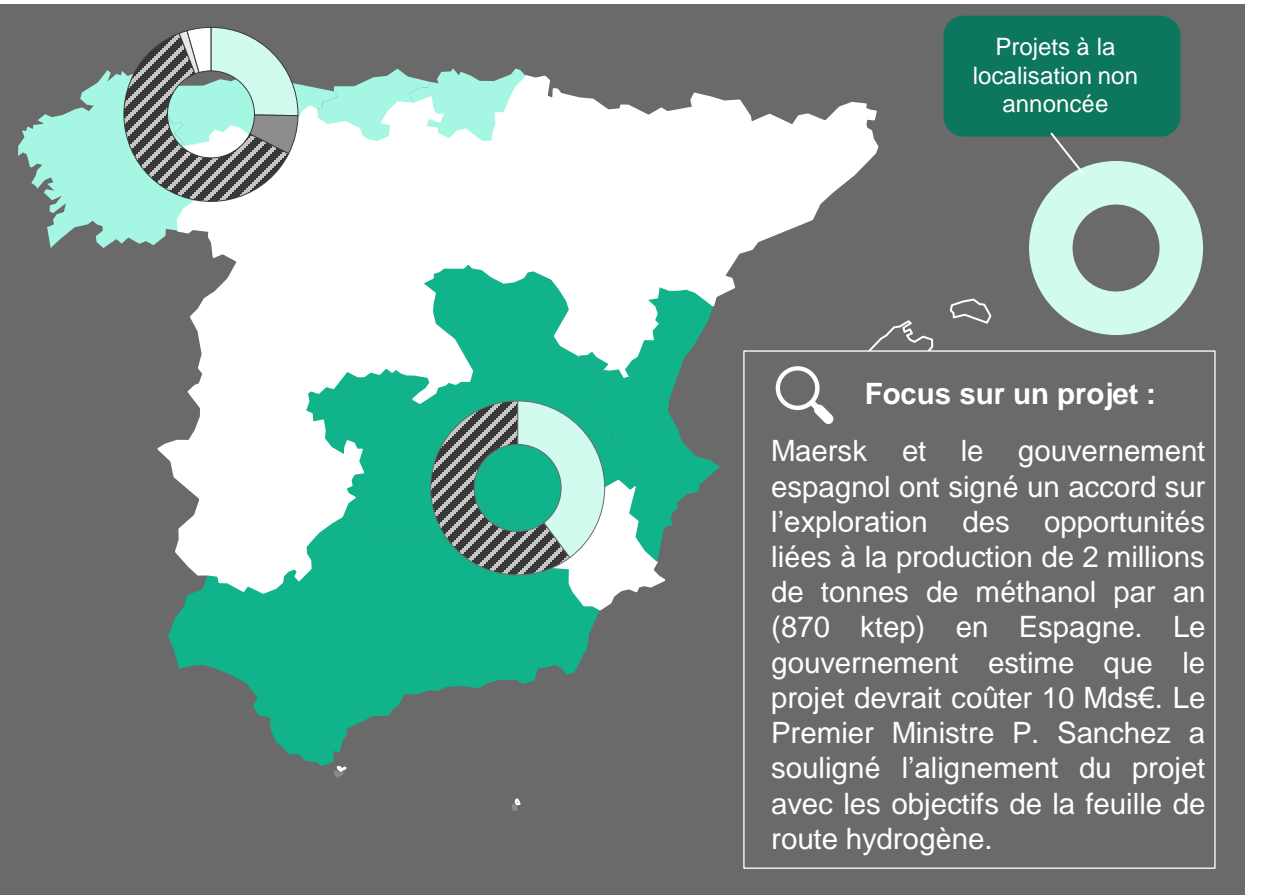 Projets à la
localisation non
annoncée
Focus sur un projet :
Maersk et le gouvernement
espagnol ont signé un accord sur
l’exploration des opportunités
liées à la production de 2 millions
de tonnes de méthanol par an
(870 ktep) en Espagne. Le
gouvernement estime que le
projet devrait coûter 10 Mds€. Le
Premier Ministre P. Sanchez a
souligné l’alignement du projet
avec les objectifs de la feuille de
route hydrogène.